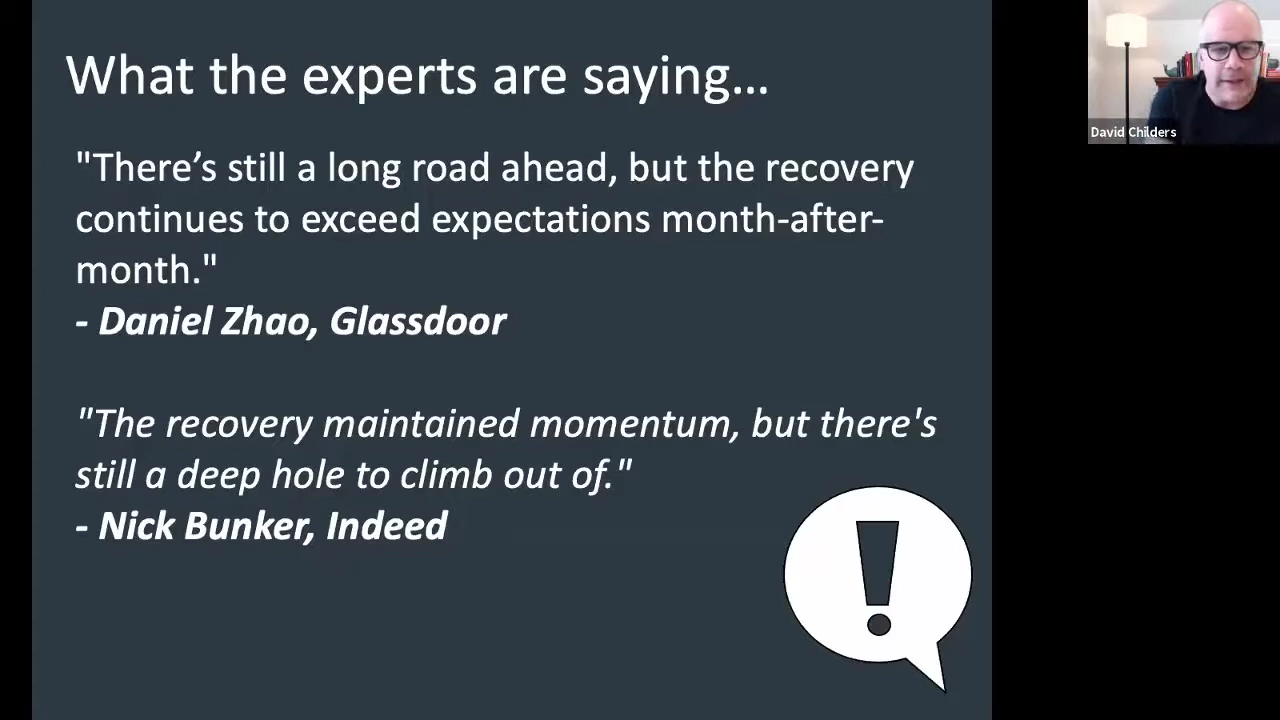 What the experts are saying…
"There’s still a long road ahead, but the recovery
continues to exceed expectations month-after-
month."
- Daniel Zhao, Glassdoor
"The recovery maintained momentum, but there's
still a deep hole to climb out of."
- Nick Bunker, Indeed
!
David Childers